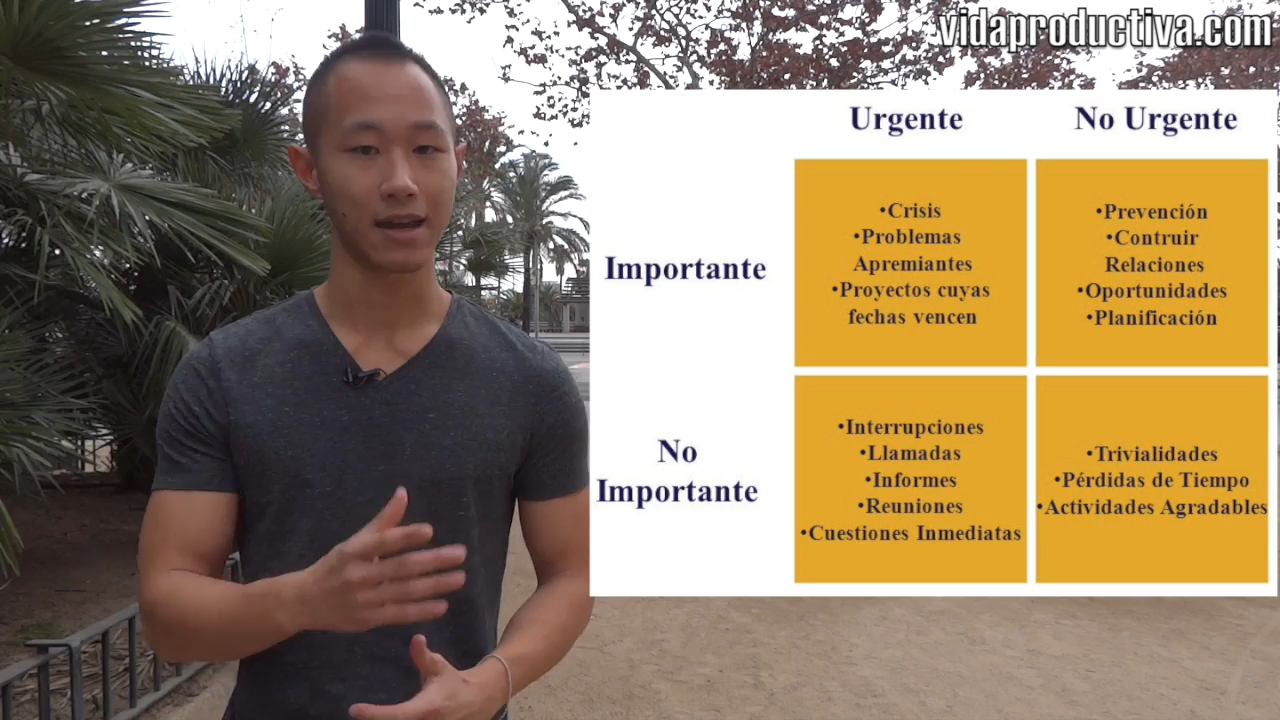 vidaproductiva.com
Urgente
No Urgente
Importante
•Crisis
•Problemas
Apremiantes
•Proyectos cuyas
fechas vencen
•Prevención
•Contruir
Relaciones
•Oportunidades
•Planificación
No
Importante
•Interrupciones
•Llamadas
•Informes
•Reuniones
•Cuestiones Inmediatas
•Trivialidades
•Pérdidas de Tiempo
•Actividades Agradables